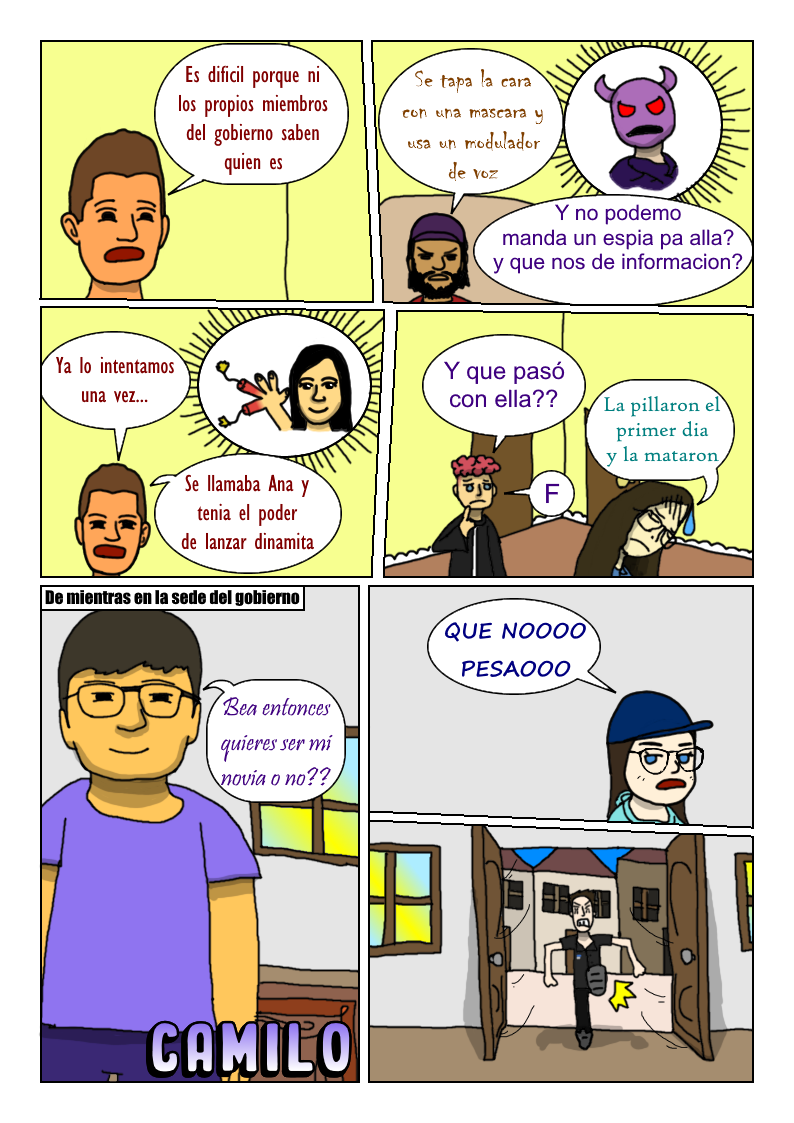 Es dificil porque ni
los propios miembros
del gobierno saben
quien es
Se tapa la cara
con una mascara y
usa un modulador
de voz
Y no podemo
manda un espia pa alla?
y que nos de informacion?
Ya lo intentamos
una vez...
Se llamaba Ana y
tenia el poder
de lanzar dinamita
Y que pasó
con ella??
F
La pillaron el
primer dia
y la mataron
De mientras en la sede del gobierno
Bea entonces
quieres ser mi
novia o no??
CAMILO
QUE NOOOO
PESAOOO